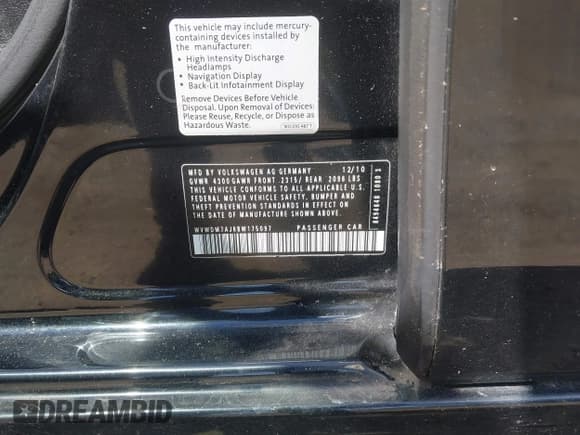 This vehicle may include mercury-
containing devices installed by
the manufacturer:
• High Intensity Discharge
Headlamps
• Navigation Display
• Back-Lit Infotainment Display
Remove Devices Before Vehicle
Disposal. Upon Removal of Devices
Please Reuse, Recycle, or Dispose as
Hazardous Waste.
MFD BY VOLKSWAGEN AG GERMANY 12/10
GVWR 4300 GAWR FRONT 2315/ REAR 2096 LBS
THIS VEHICLE CONFORMS TO ALL APPLICABLE U.S.
FEDERAL MOTOR VEHICLE SAFETY, BUMPER AND
THEFT PREVENTION STANDARDS IN EFFECT ON
THE DATE OF MANUFACTURE SHOWN ABOVE.
WVWDM7AJXBW175097 PASSENGER CAR
DREAMBID